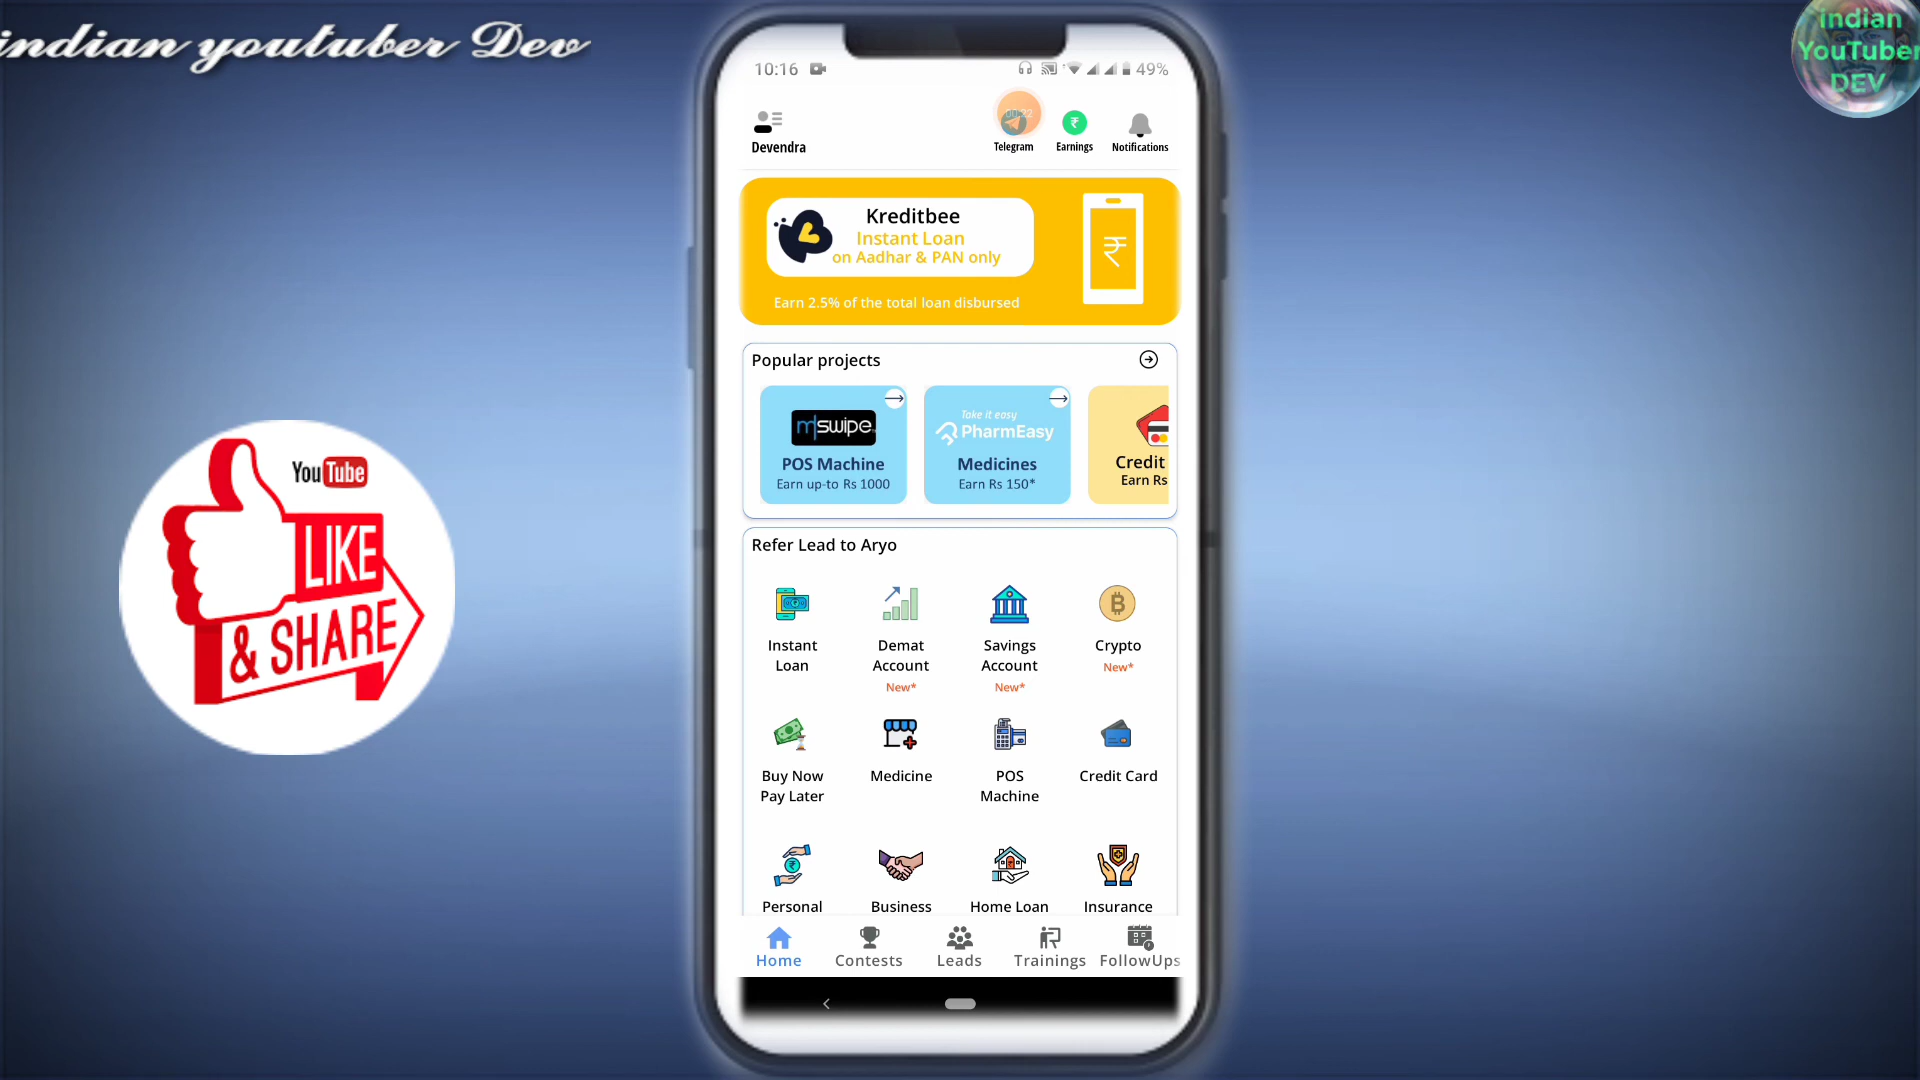 indian youtuber Dev
indian
YouTuber
DEV
10:16
49%
00:22
Devendra
Telegram
Earnings
Notifications
Kreditbee
Instant Loan
on Aadhar & PAN only
Earn 2.5% of the total loan disbursed
Popular projects
mswipe
POS Machine
Earn up-to Rs 1000
Take it easy
PharmEasy
Medicines
Earn Rs 150*
Credit
Earn Rs
YouTube
LIKE
& SHARE
Refer Lead to Aryo
Instant
Loan
Demat
Account
New*
Savings
Account
New*
Crypto
New*
Buy Now
Pay Later
Medicine
POS
Machine
Credit Card
Personal
Business
Home Loan
Insurance
Home
Contests
Leads
Trainings
FollowUps